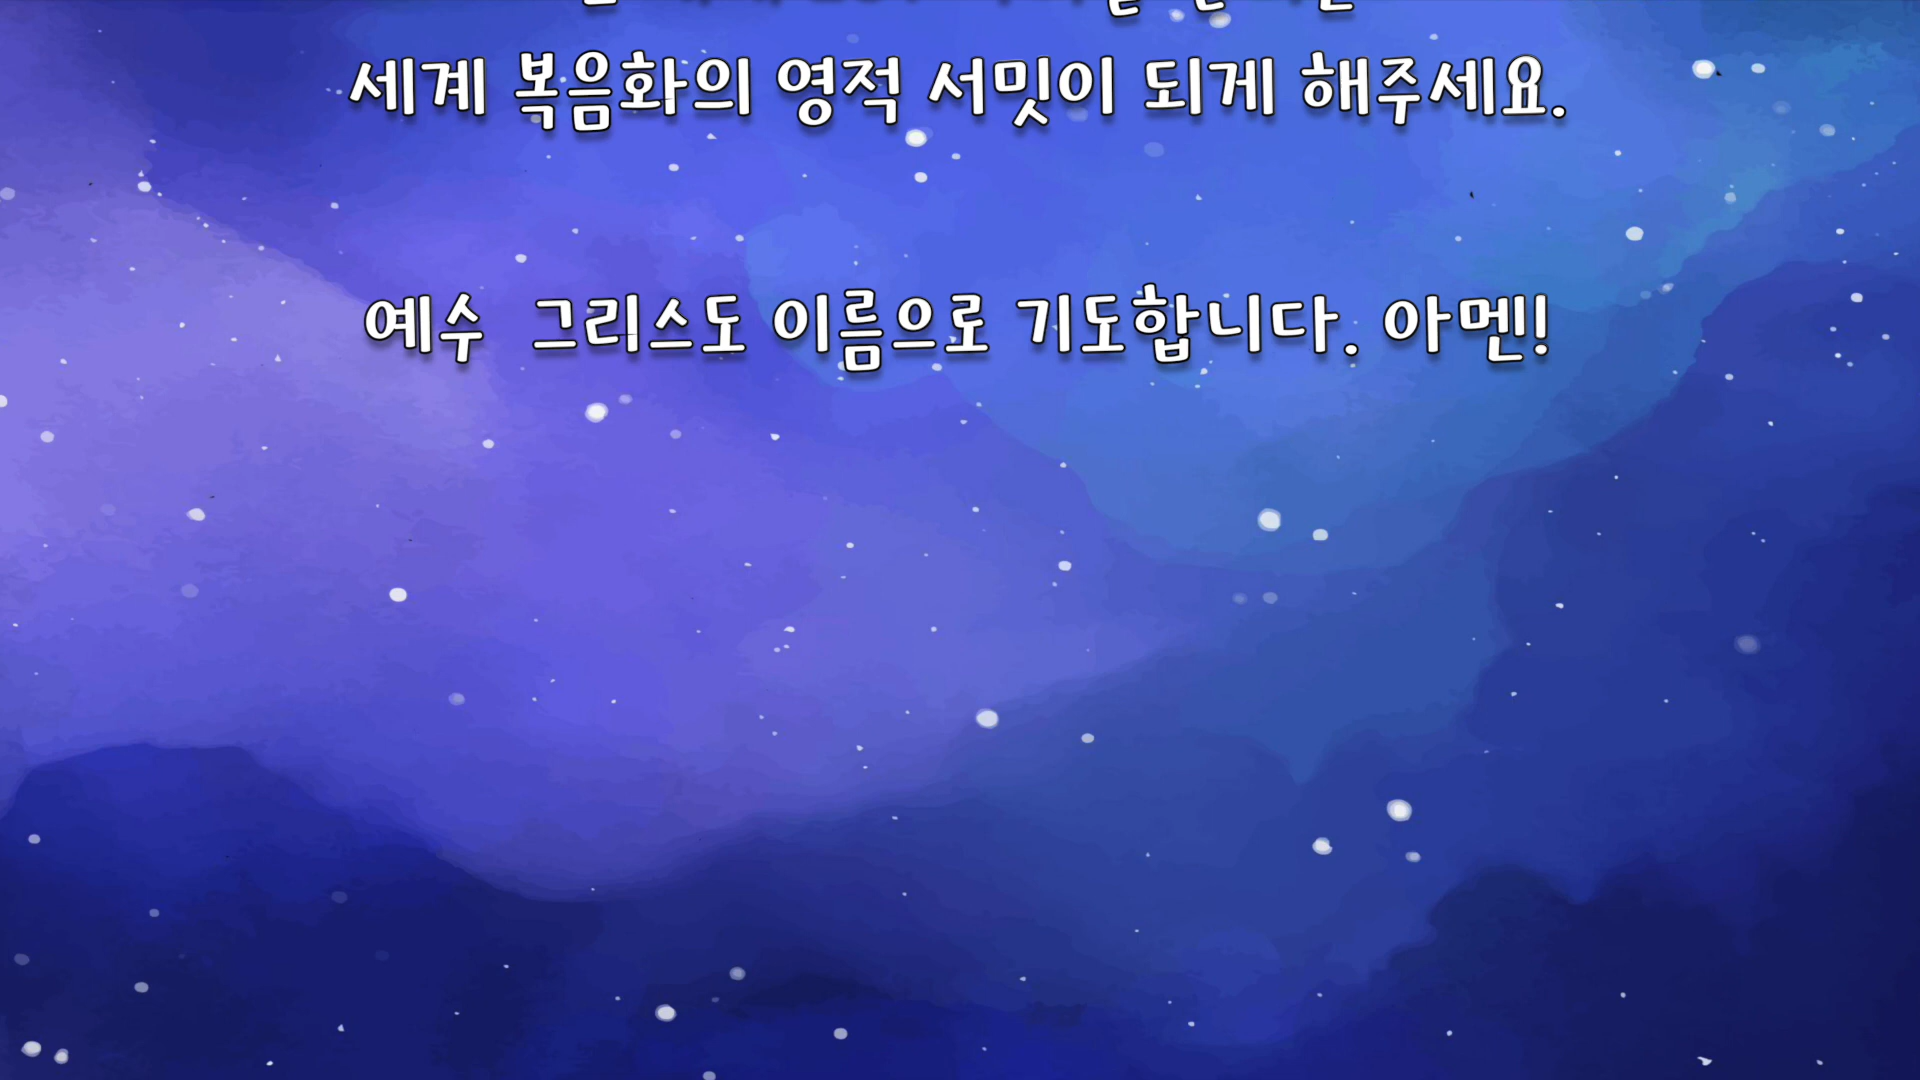 세계 복음화의 영적 서밋이 되게 해주세요.
예수 그리스도 이름으로 기도합니다. 아멘!